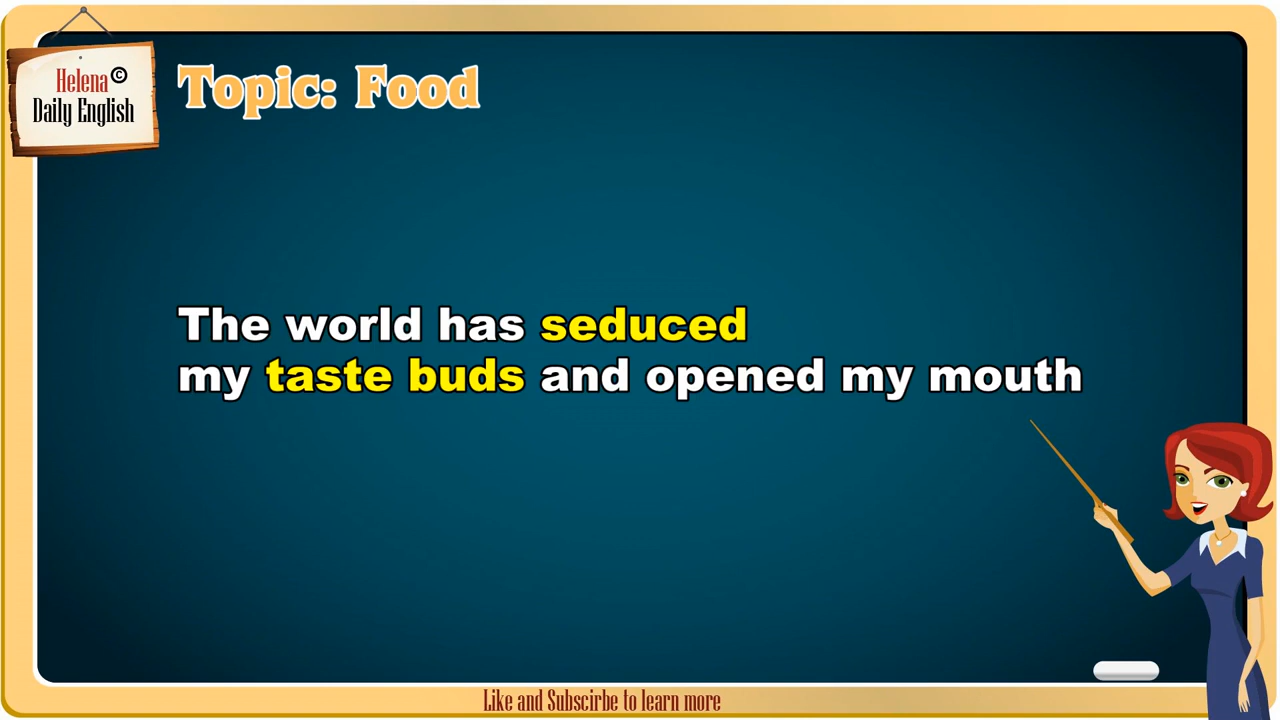 Helena©
Daily English
Topic: Food
The world has seduced
my taste buds and opened my mouth
Like and Subscirbe to learn more